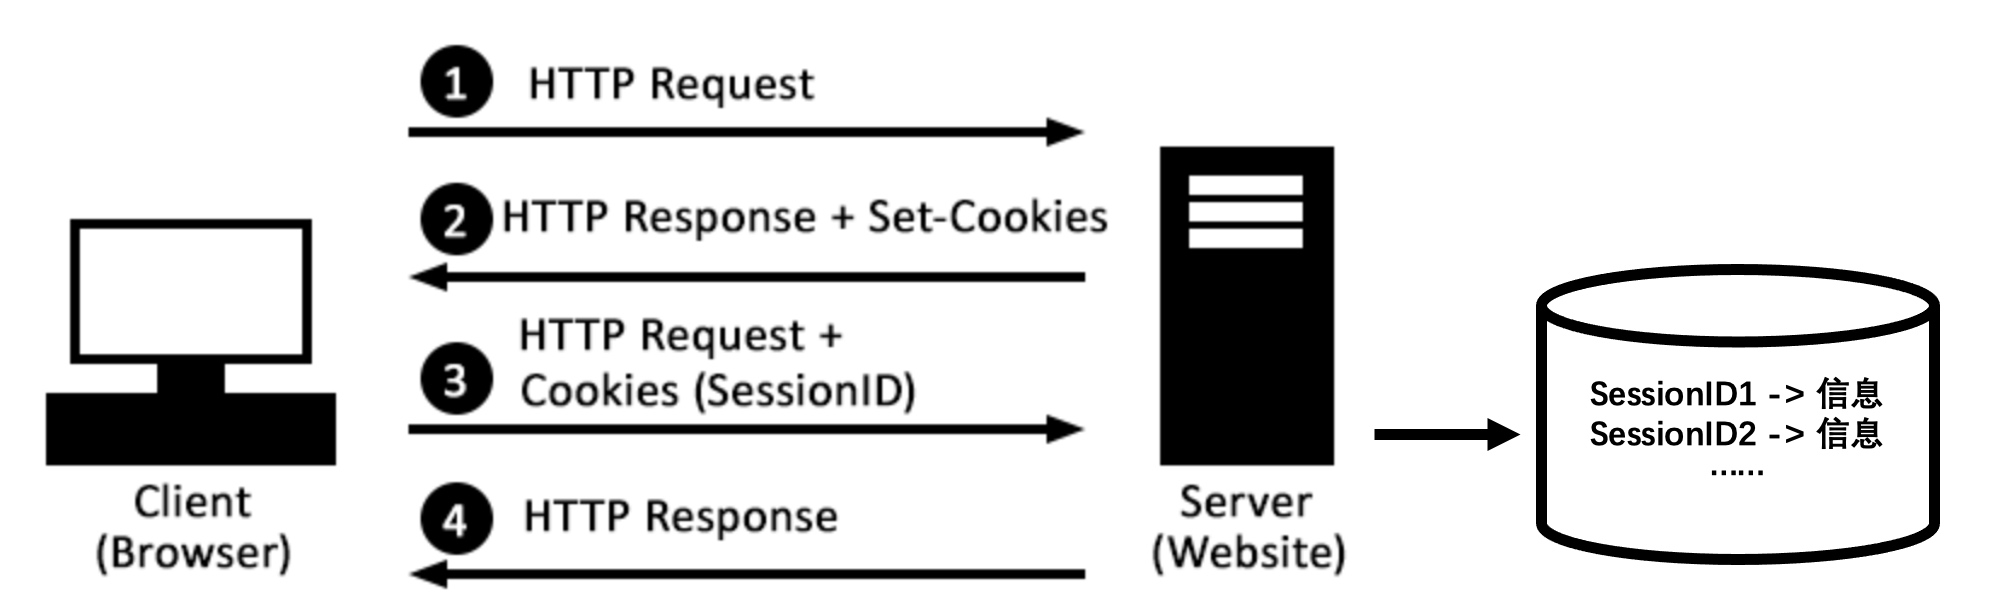 1 HTTP Request
2 HTTP Response + Set-Cookies
3 HTTP Request +
Cookies (SessionID)
4 HTTP Response
Client
(Browser)
Server
(Website)
SessionID1 -> 信息
SessionID2 -> 信息
......